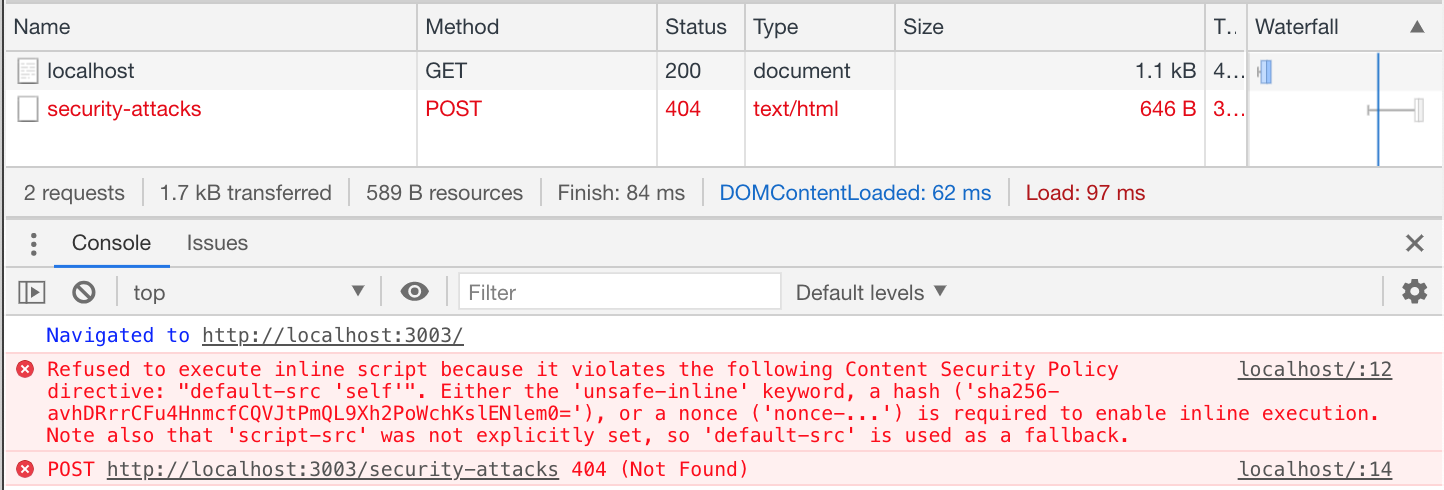 Name Method Status Type Size T.. Waterfall ▲
localhost GET 200 document 1.1 kB 4...
security-attacks POST 404 text/html 646 B 3...
2 requests 1.7 kB transferred 589 B resources Finish: 84 ms DOMContentLoaded: 62 ms Load: 97 ms
Console Issues
top ▼ Filter Default levels ▼
Navigated to http://localhost:3003/
Refused to execute inline script because it violates the following Content Security Policy localhost/:12
directive: "default-src 'self'". Either the 'unsafe-inline' keyword, a hash ('sha256-
avhDRrrCFu4HnmcfCQVJtPmQL9Xh2PoWchKslENlem0='), or a nonce ('nonce-...') is required to enable inline execution.
Note also that 'script-src' was not explicitly set, so 'default-src' is used as a fallback.
POST http://localhost:3003/security-attacks 404 (Not Found) localhost/:14